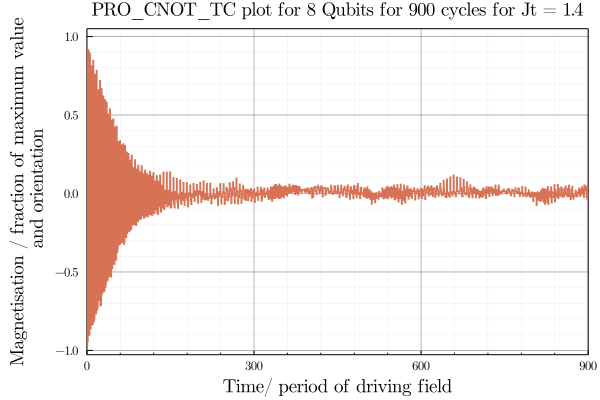 PRO_CNOT_TC plot for 8 Qubits for 900 cycles for Jt = 1.4
Magnetisation / fraction of maximum value
and orientation
1.0
0.5
0.0
−0.5
−1.0
0
300
600
900
Time/ period of driving field